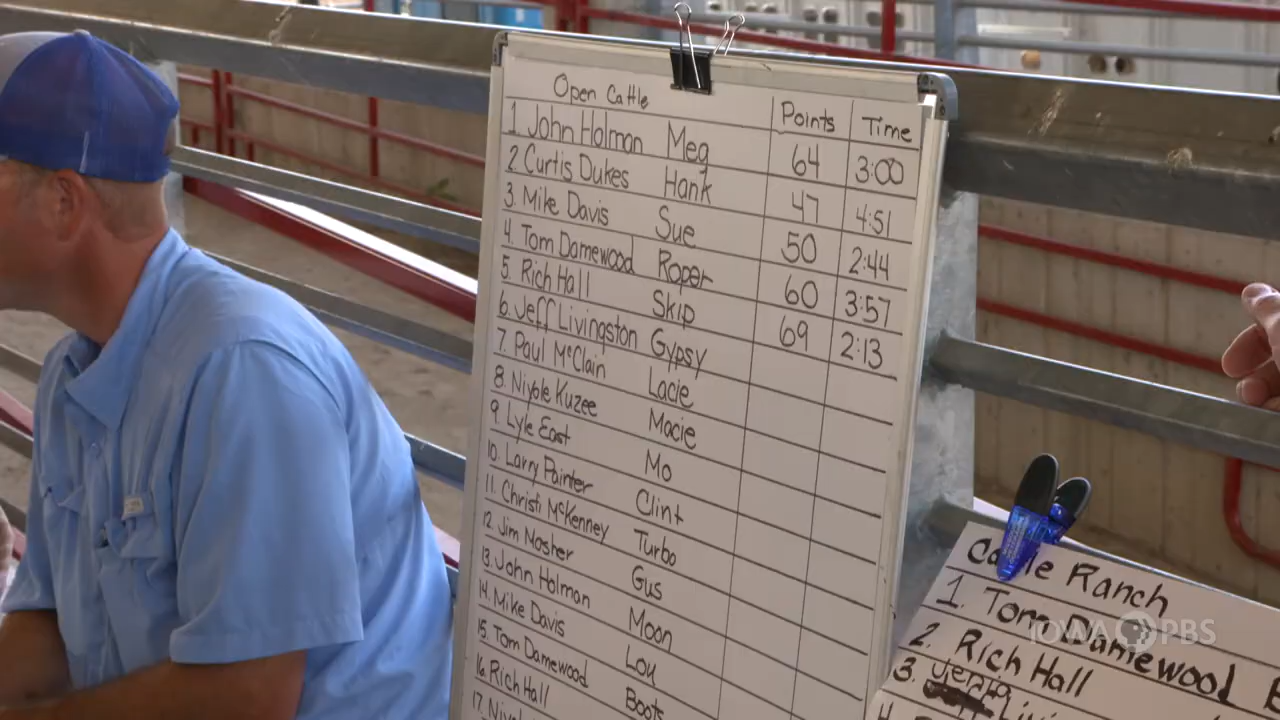 Open Cattle Points Time
1. John Holman Meg 64 3:00
2. Curtis Dukes Hank 47 4:51
3. Mike Davis Sue 50 2:44
4. Tom Damewood Roper 60 3:57
5. Rich Hall Skip 69 2:13
6. Jeff Livingston Gypsy
7. Paul McClain Lacie
8. Niyole Kuzee Macie
9. Lyle East Mo
10. Larry Painter Clint
11. Christi McKenney Turbo
12. Jim Mosher Gus
13. John Holman Moon
14. Mike Davis Lou
15. Tom Damewood Boots
16. Rich Hall
17.
Ranch
1. Tom Damewood
2. Rich Hall
3.
IOWA PBS